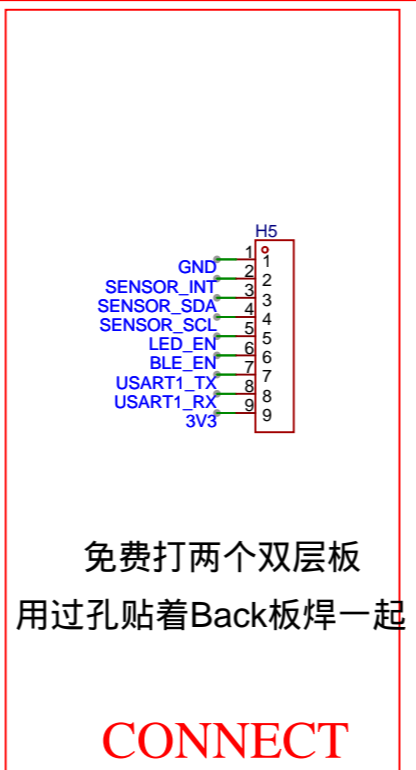 H5
1 1
GND
2 2
SENSOR_INT
3 3
SENSOR_SDA
4 4
SENSOR_SCL
5 5
LED_EN
6 6
BLE_EN
7 7
USART1_TX
8 8
USART1_RX
9 9
3V3
免费打两个双层板
用过孔贴着Back板焊一起
CONNECT